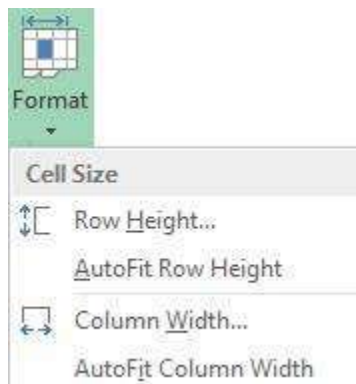 Format
Cell Size
Row Height...
AutoFit Row Height
Column Width...
AutoFit Column Width